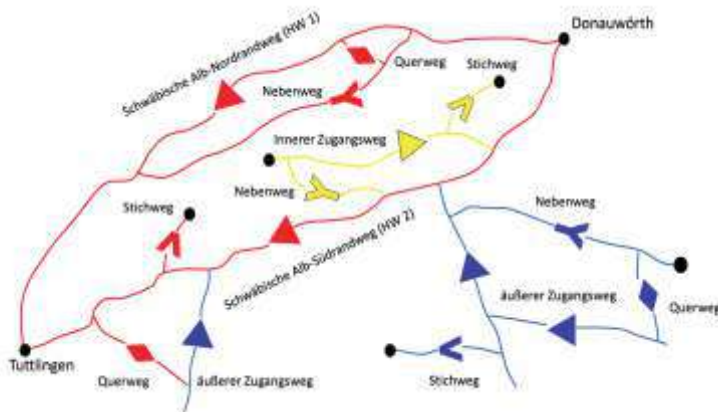 Donauwörth
Schwäbische Alb-Nordrandweg (HW 1)
Querweg
Stichweg
Nebenweg
Innerer Zugangsweg
Nebenweg
Nebenweg
Stichweg
Schwäbische Alb-Südrandweg (HW 2)
äußerer Zugangsweg
Querweg
Tuttlingen
Querweg
äußerer Zugangsweg
Stichweg